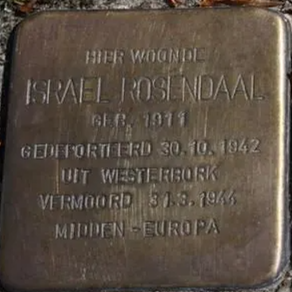 HIER WOONDE
ISRAEL ROSENDAAL
GEB. 1911
GEDEPORTEERD 30.10.1942
UIT WESTERBORK
VERMOORD 31.3.1944
MIDDEN-EUROPA